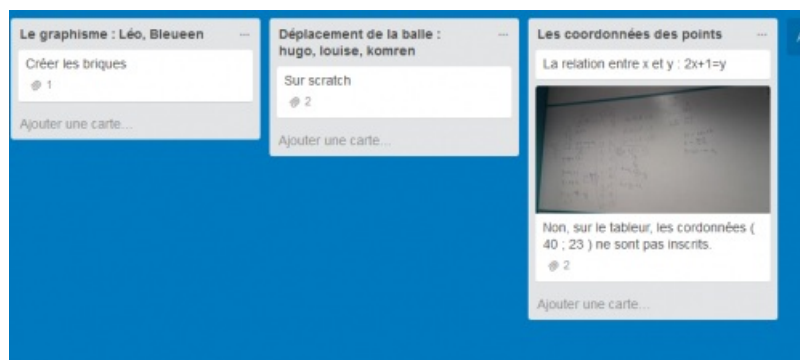 Le graphisme : Léo, Bleueen
Créer les briques
1
Ajouter une carte...
Déplacement de la balle :
hugo, louise, komren
Sur scratch
2
Ajouter une carte...
Les coordonnées des points
La relation entre x et y : 2x+1=y
Non, sur le tableur, les cordonnées (
40 ; 23 ) ne sont pas inscrits.
2
Ajouter une carte...